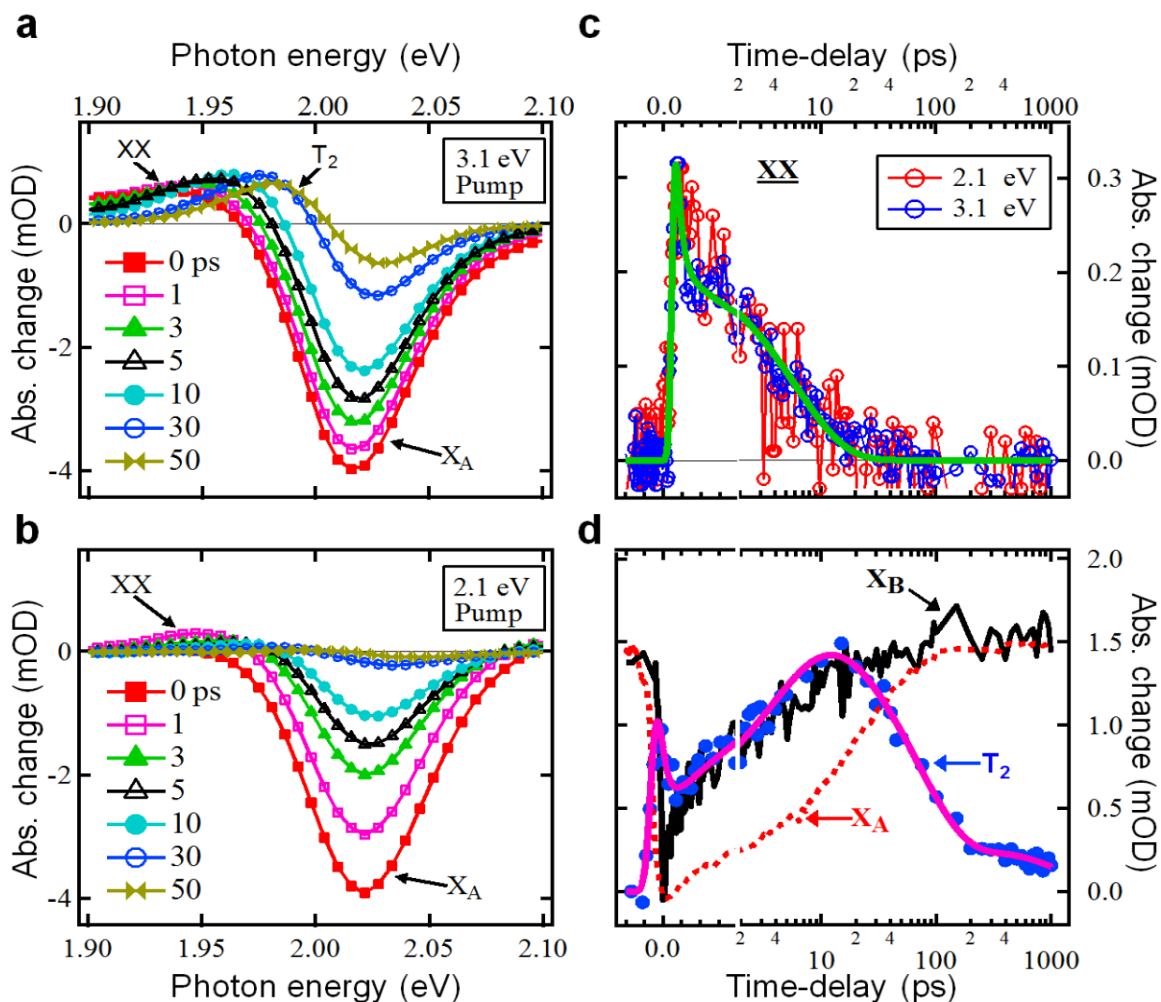 a
Photon energy (eV)
1.90 1.95 2.00 2.05 2.10
Abs. change (mOD)
0
-2
-4
XX
T2
3.1 eV
Pump
0 ps
1
3
5
10
30
50
XA
b
XX
2.1 eV
Pump
Abs. change (mOD)
0
-2
-4
0 ps
1
3
5
10
30
50
XA
1.90 1.95 2.00 2.05 2.10
Photon energy (eV)
c
Time-delay (ps)
0.0 2 4 10 2 4 100 2 4 1000
XX
2.1 eV
3.1 eV
0.3
0.2
0.1
0.0
Abs. change (mOD)
d
XB
T2
XA
2.0
1.5
1.0
0.5
0.0
Abs. change (mOD)
0.0 2 4 10 2 4 100 2 4 1000
Time-delay (ps)